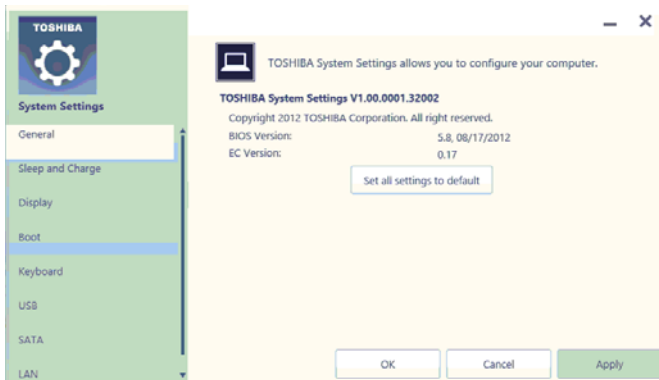 TOSHIBA
System Settings
General
Sleep and Charge
Display
Boot
Keyboard
USB
SATA
LAN
TOSHIBA System Settings allows you to configure your computer.
TOSHIBA System Settings V1.00.0001.32002
Copyright 2012 TOSHIBA Corporation. All right reserved.
BIOS Version: 5.8, 08/17/2012
EC Version: 0.17
Set all settings to default
OK Cancel Apply